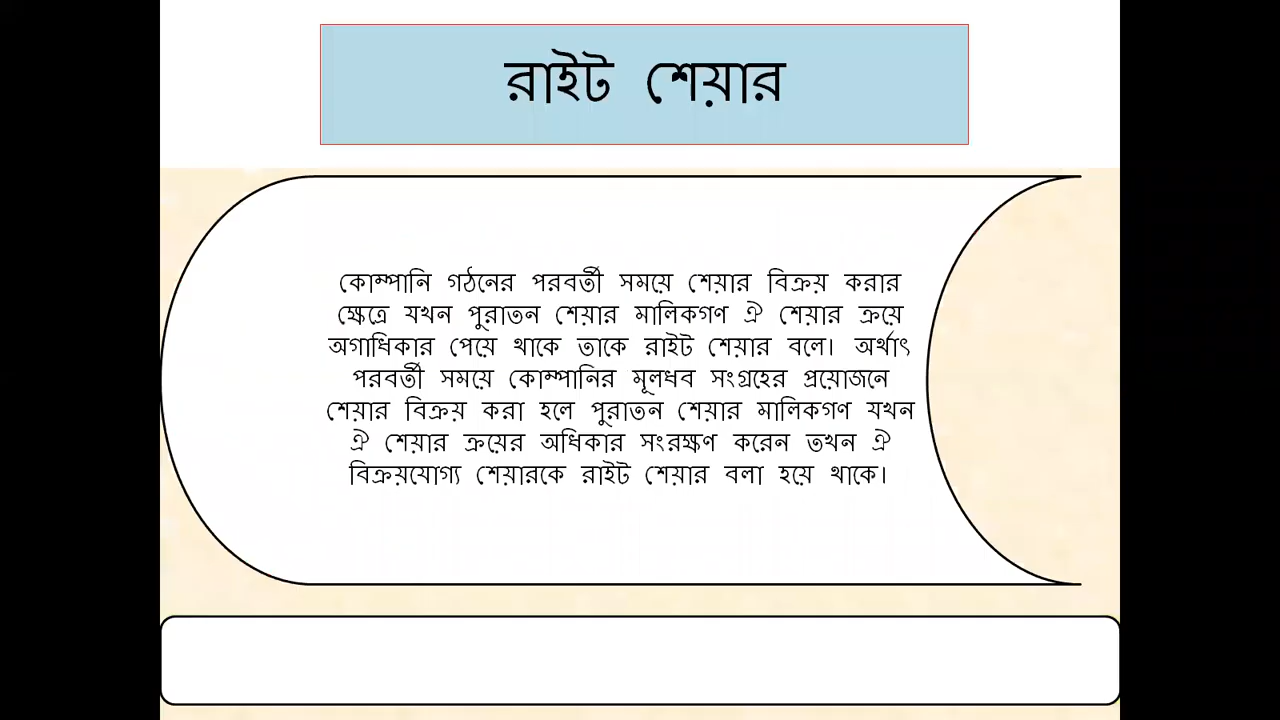 রাইট শেয়ার
কোম্পানি গঠনের পরবর্তী সময়ে শেয়ার বিক্রয় করার
ক্ষেত্রে যখন পুরাতন শেয়ার মালিকগণ ঐ শেয়ার ক্রয়ে
অগাধিকার পেয়ে থাকে তাকে রাইট শেয়ার বলে। অর্থাৎ
পরবর্তী সময়ে কোম্পানির মূলধব সংগ্রহের প্রয়োজনে
শেয়ার বিক্রয় করা হলে পুরাতন শেয়ার মালিকগণ যখন
ঐ শেয়ার ক্রয়ের অধিকার সংরক্ষণ করেন তখন ঐ
বিক্রয়যোগ্য শেয়ারকে রাইট শেয়ার বলা হয়ে থাকে।